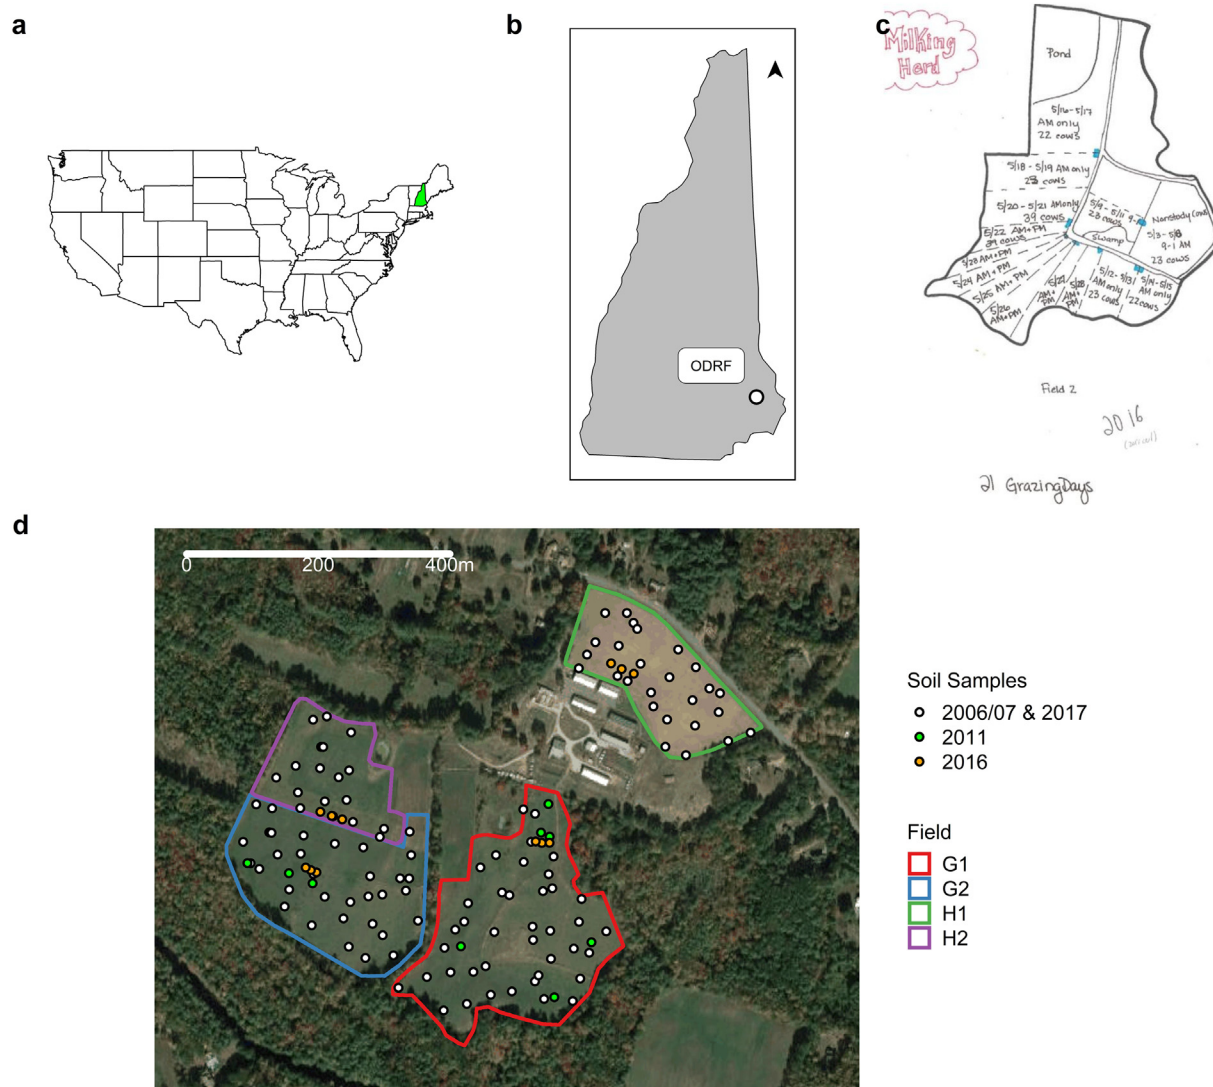 a
b
ODRF
c
Milking
Herd
Pond
5/16-5/17
AM only
22 cows
5/18 - 5/19 AM only
cows
5/20 - 5/21 AM only
39 cows
5/22 AM+PM
39 cows
5/23 AM+PM
5/24 AM+PM
5/25 AM+PM
5/26
AM+PM
5/27
AM+
PM
5/28
AM+
PM
5/9 - 5/11
23 cows
Swamp
Nonstudy Cows
9-1 AM
23 cows
5/12-5/13
AM only
23 cows
5/14-5/15
AM only
22 cows
Field 2
2016
21 Grazing Days
d
0 200 400m
Soil Samples
2006/07 & 2017
2011
2016
Field
G1
G2
H1
H2